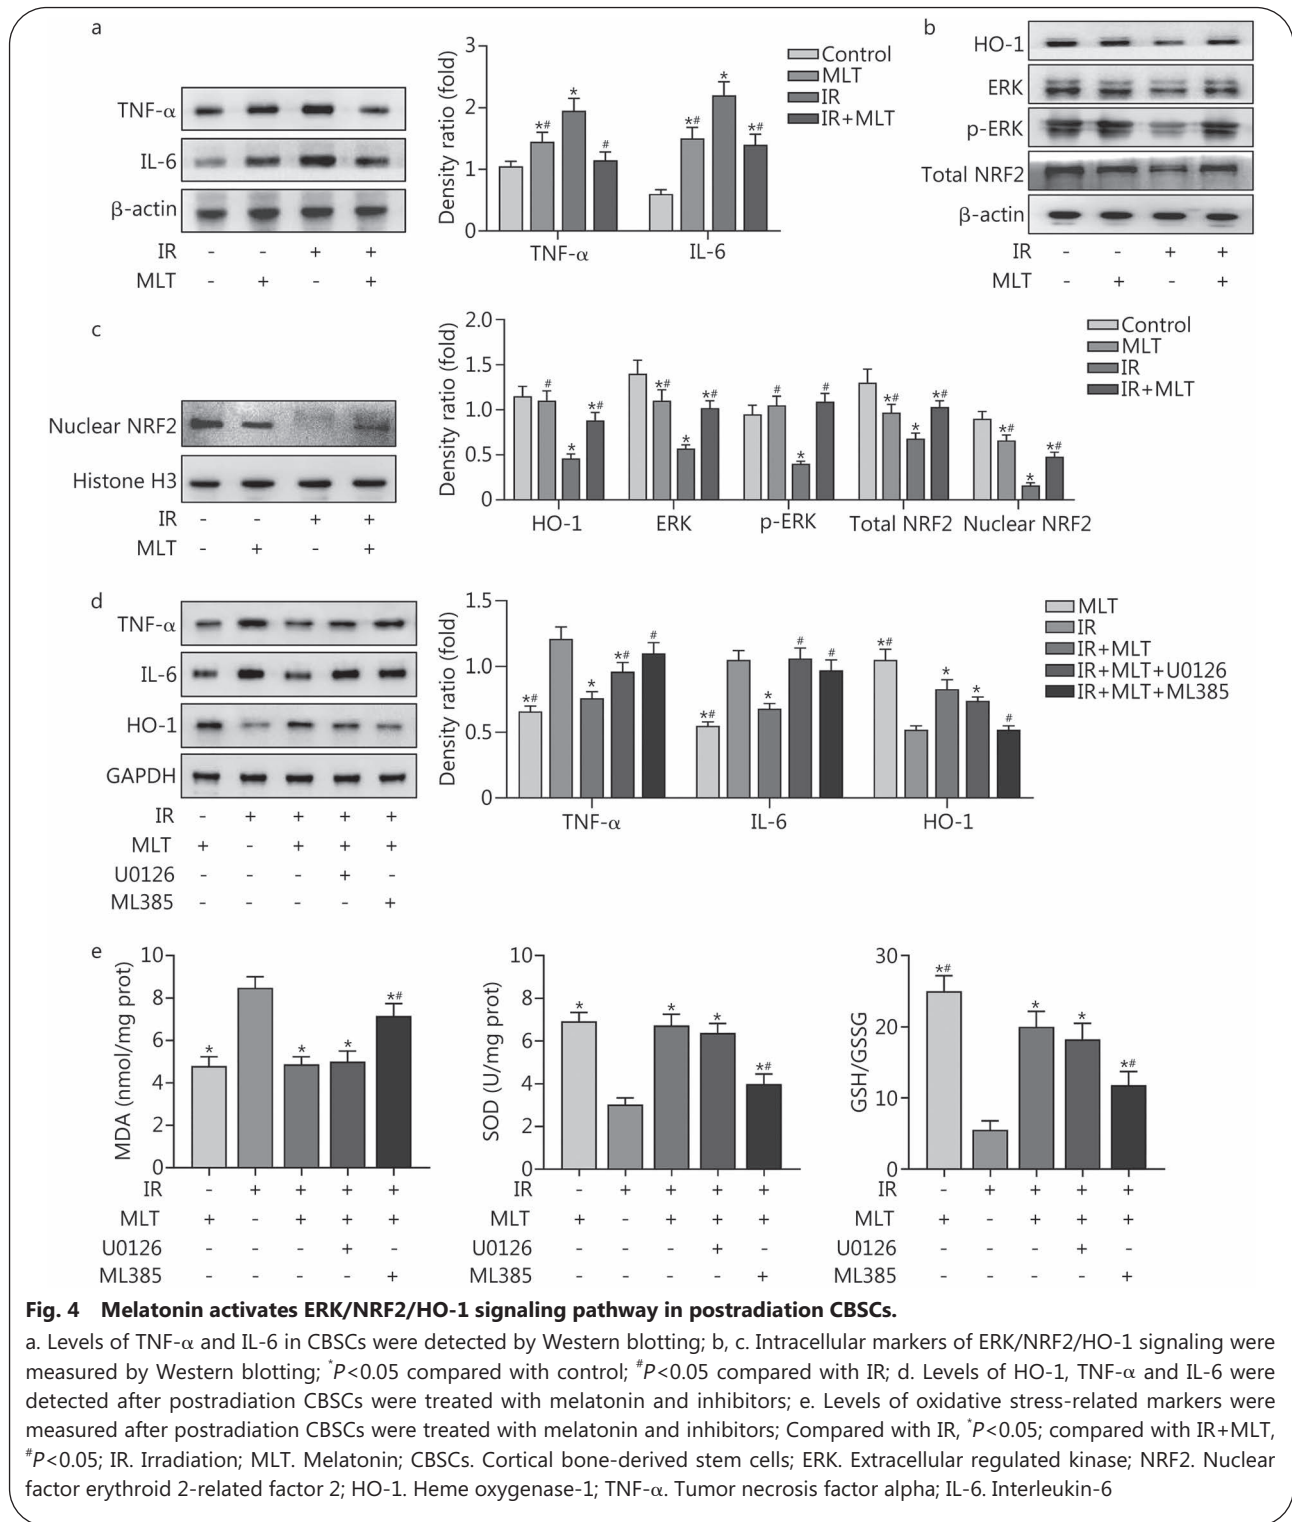 a
TNF-α
IL-6
β-actin
IR - - + +
MLT - + - +
Density ratio (fold)
3
2
1
0
*# * #
*# * *#
TNF-α IL-6
Control
MLT
IR
IR+MLT
b
HO-1
ERK
p-ERK
Total NRF2
β-actin
IR - - + +
MLT - + - +
c
Nuclear NRF2
Histone H3
IR - - + +
MLT - + - +
Density ratio (fold)
2.0
1.5
1.0
0.5
0
# * *#
*# * *#
# * #
*# * *#
*# * *#
HO-1 ERK p-ERK Total NRF2 Nuclear NRF2
Control
MLT
IR
IR+MLT
d
TNF-α
IL-6
HO-1
GAPDH
IR - + + + +
MLT + - + + +
U0126 - - - + -
ML385 - - - - +
Density ratio (fold)
1.5
1.0
0.5
0
*# * *# #
*# * # #
*# * * #
TNF-α IL-6 HO-1
MLT
IR
IR+MLT
IR+MLT+U0126
IR+MLT+ML385
e
MDA (nmol/mg prot)
10
8
6
4
2
0
* * * *#
IR - + + + +
MLT + - + + +
U0126 - - - + -
ML385 - - - - +
SOD (U/mg prot)
10
8
6
4
2
0
* * * *#
IR - + + + +
MLT + - + + +
U0126 - - - + -
ML385 - - - - +
GSH/GSSG
30
20
10
0
*# * * *#
IR - + + + +
MLT + - + + +
U0126 - - - + -
ML385 - - - - +
Fig. 4 Melatonin activates ERK/NRF2/HO-1 signaling pathway in postradiation CBSCs.
a. Levels of TNF-α and IL-6 in CBSCs were detected by Western blotting; b, c. Intracellular markers of ERK/NRF2/HO-1 signaling were
measured by Western blotting; *P<0.05 compared with control; #P<0.05 compared with IR; d. Levels of HO-1, TNF-α and IL-6 were
detected after postradiation CBSCs were treated with melatonin and inhibitors; e. Levels of oxidative stress-related markers were
measured after postradiation CBSCs were treated with melatonin and inhibitors; Compared with IR, *P<0.05; compared with IR+MLT,
#P<0.05; IR. Irradiation; MLT. Melatonin; CBSCs. Cortical bone-derived stem cells; ERK. Extracellular regulated kinase; NRF2. Nuclear
factor erythroid 2-related factor 2; HO-1. Heme oxygenase-1; TNF-α. Tumor necrosis factor alpha; IL-6. Interleukin-6